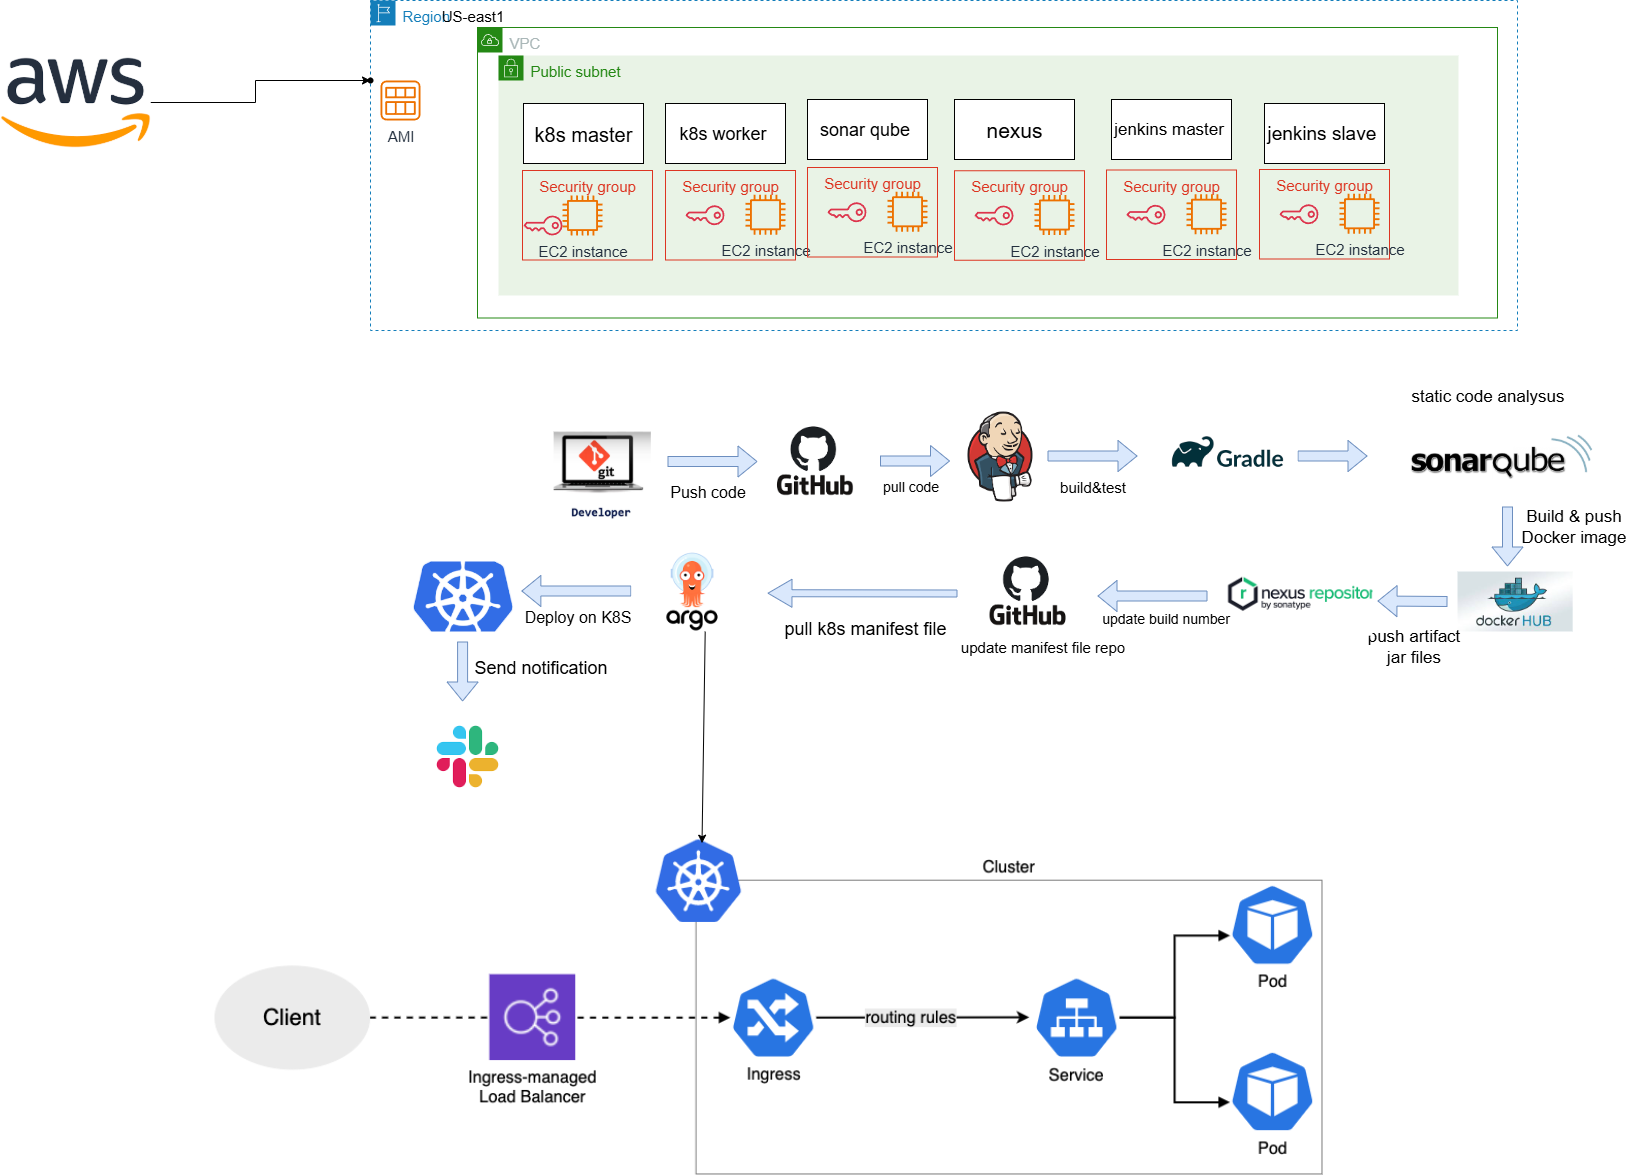 aws
Region
US-east1
VPC
Public subnet
AMI
k8s master
k8s worker
sonar qube
nexus
jenkins master
jenkins slave
Security group
Security group
Security group
Security group
Security group
Security group
EC2 instance
EC2 instance
EC2 instance
EC2 instance
EC2 instance
EC2 instance
static code analysus
git
Developer
Push code
GitHub
pull code
build&test
Gradle
sonarqube
Build & push
Docker image
Deploy on K8S
argo
pull k8s manifest file
GitHub
update manifest file repo
update build number
nexus repositor
by sonatype
docker HUB
push artifact
jar files
Send notification
Cluster
Client
Ingress-managed
Load Balancer
Ingress
routing rules
Service
Pod
Pod